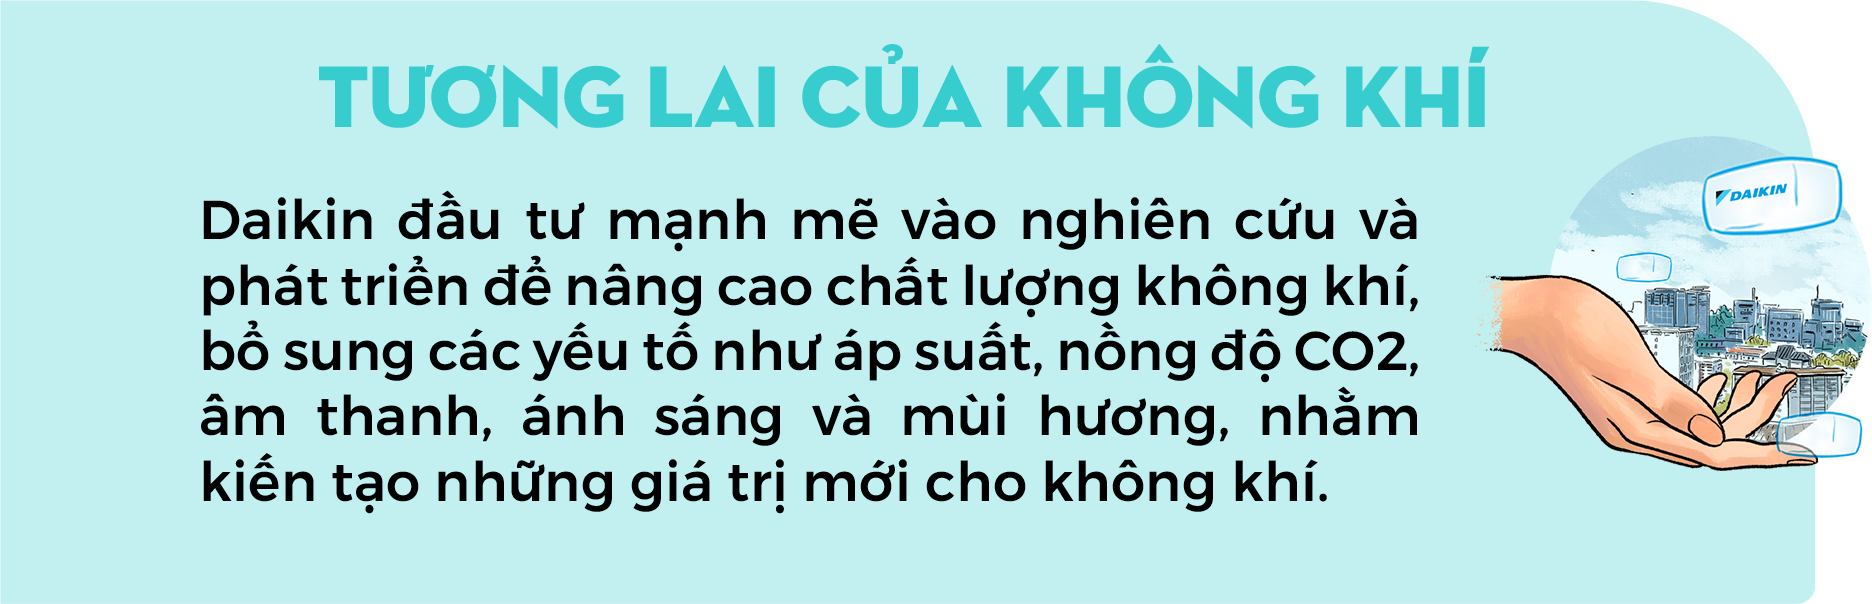 TƯƠNG LAI CỦA KHÔNG KHÍ
Daikin đầu tư mạnh mẽ vào nghiên cứu và
phát triển để nâng cao chất lượng không khí,
bổ sung các yếu tố như áp suất, nồng độ CO2,
âm thanh, ánh sáng và mùi hương, nhằm
kiến tạo những giá trị mới cho không khí.
DAIKIN